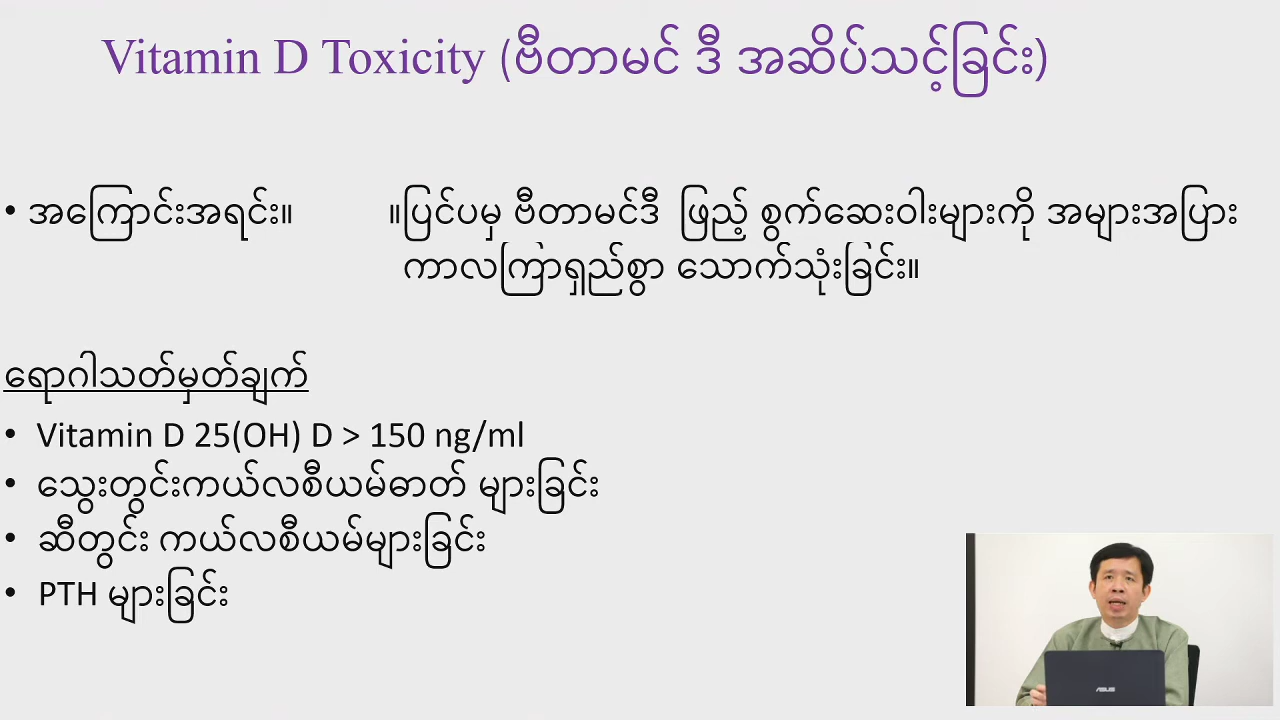 Vitamin D Toxicity (ဗီတာမင် ဒီ အဆိပ်သင့်ခြင်း)
• အကြောင်းအရင်း။ ။ပြင်ပမှ ဗီတာမင်ဒီ ဖြည့် စွက်ဆေးဝါးများကို အများအပြား
ကာလကြာရှည်စွာ သောက်သုံးခြင်း။
ရောဂါသတ်မှတ်ချက်
• Vitamin D 25(OH) D > 150 ng/ml
• သွေးတွင်းကယ်လစီယမ်ဓာတ် များခြင်း
• ဆီတွင်း ကယ်လစီယမ်များခြင်း
• PTH များခြင်း
ASUS